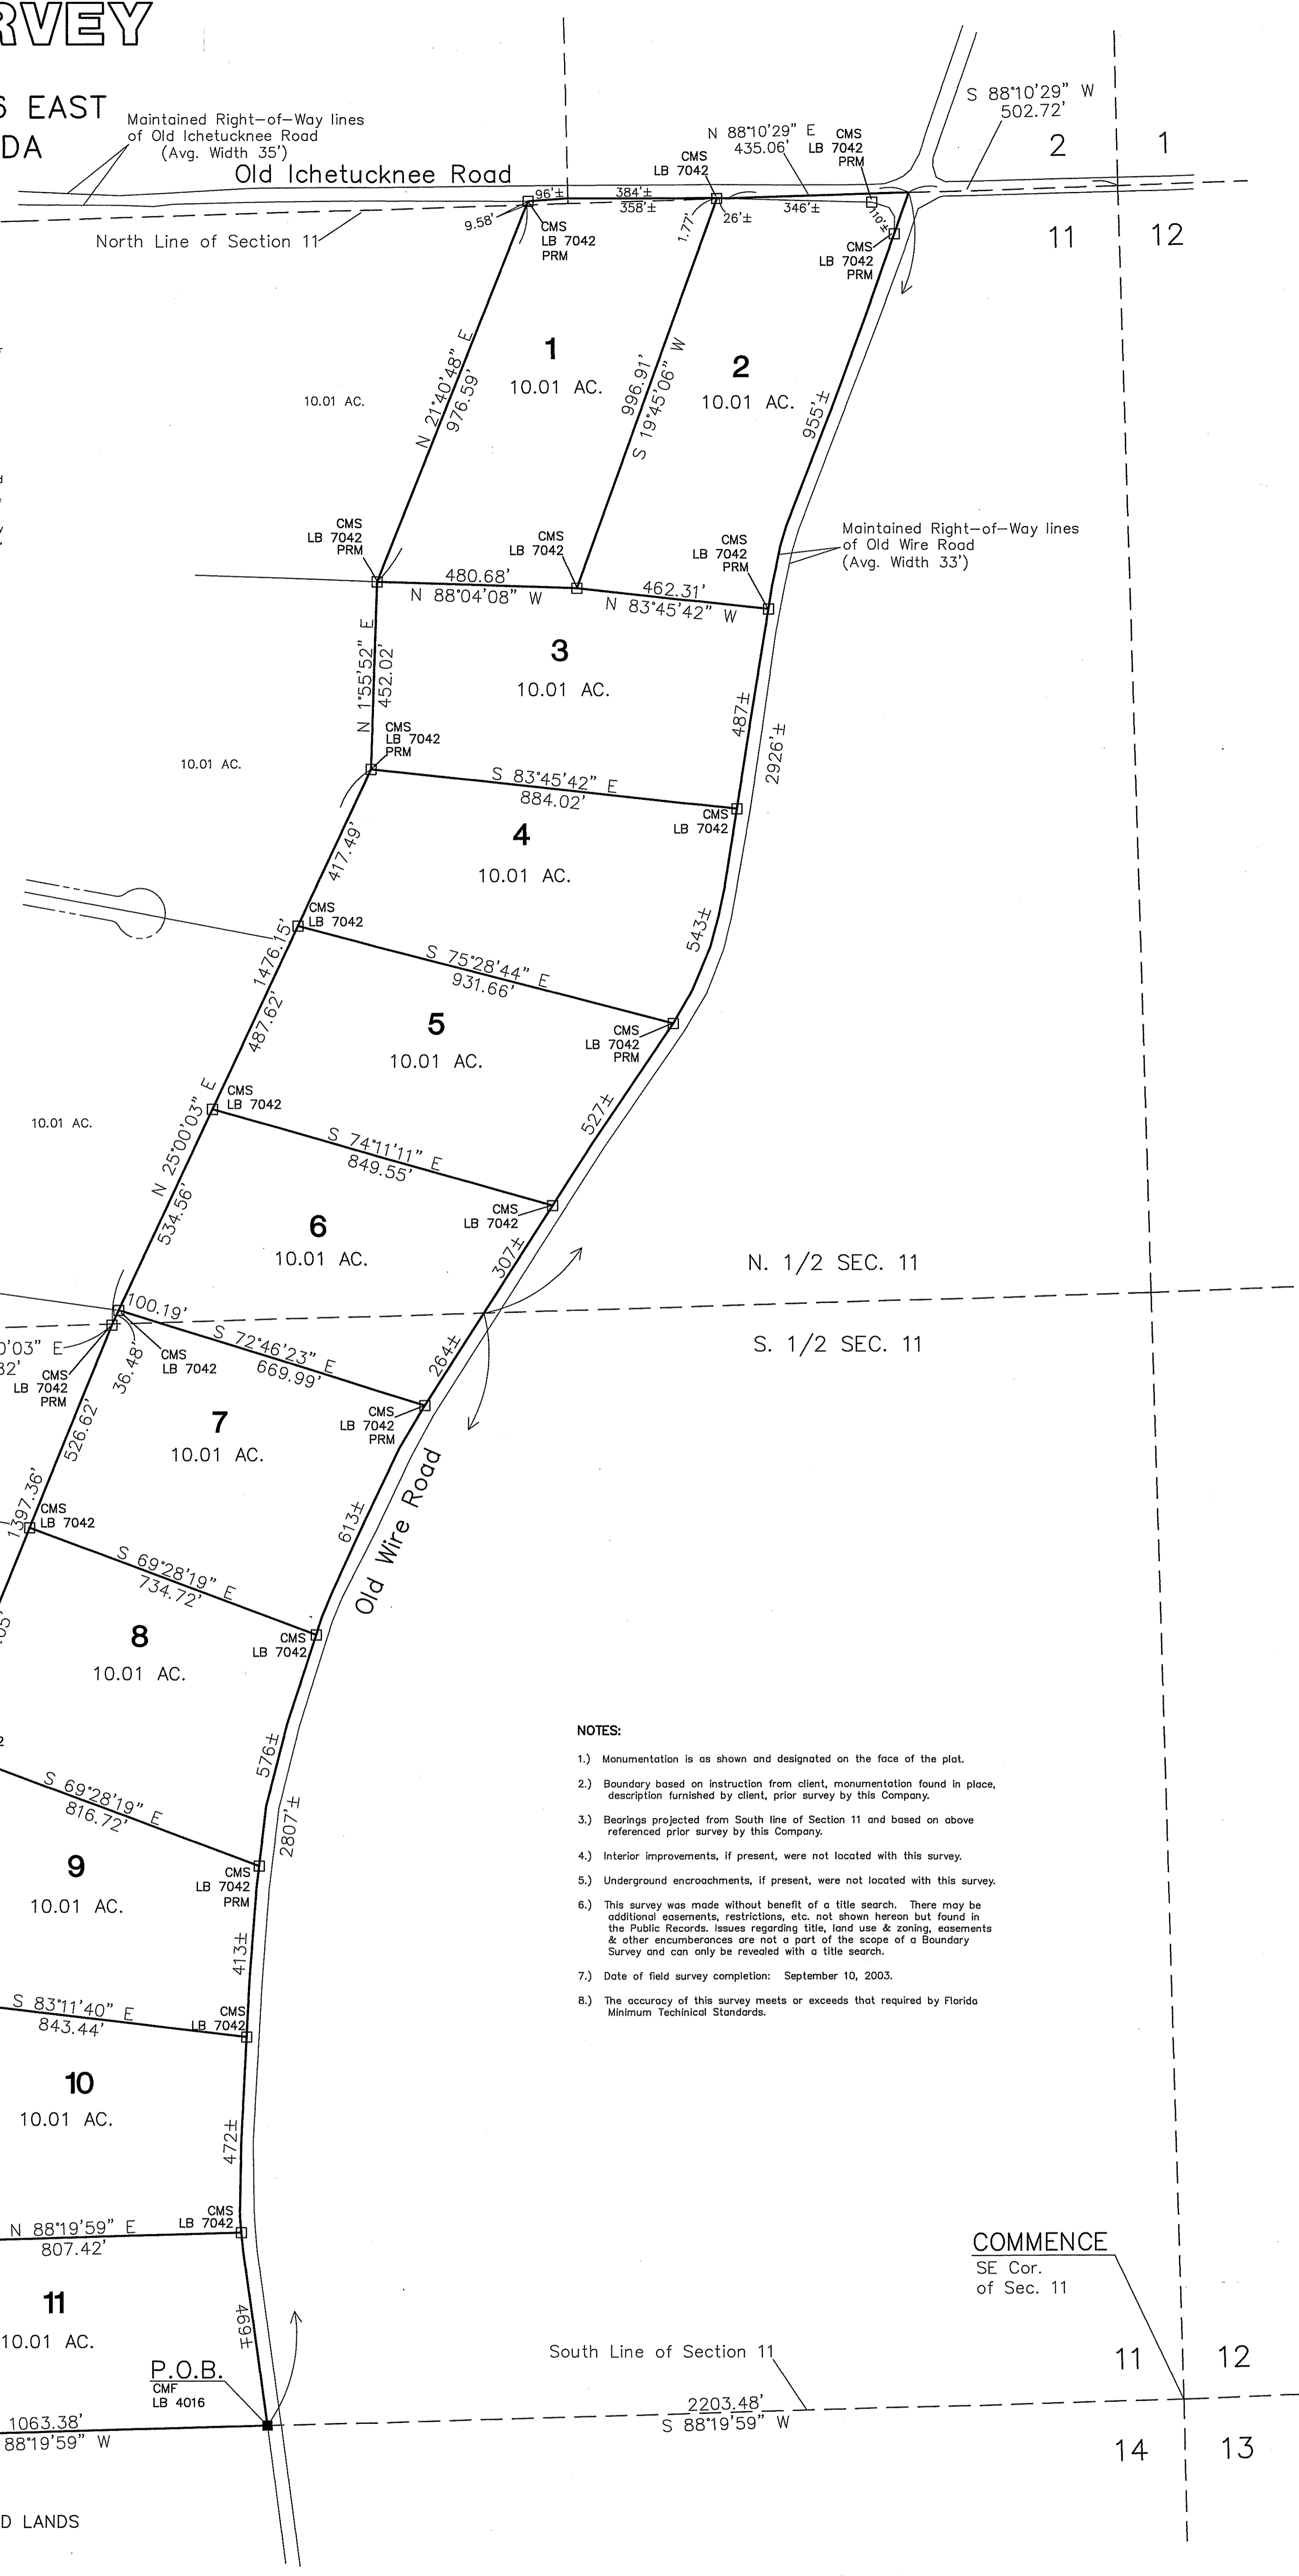 RVEY
6 EAST
DA
Maintained Right-of-Way lines
of Old Ichetucknee Road
(Avg. Width 35')
Old Ichetucknee Road
North Line of Section 11
S 88°10'29" W
502.72'
2
1
11
12
N 88°10'29" E
435.06'
CMS
LB 7042
PRM
CMS
LB 7042
96'±
384'±
358'±
9.58'
1.77'
26'±
346'±
110'±
CMS
LB 7042
PRM
CMS
LB 7042
PRM
N 21°40'48" E
976.59'
1
10.01 AC.
996.91'
S 19°45'06" W
2
10.01 AC.
955'±
10.01 AC.
CMS
LB 7042
PRM
CMS
LB 7042
CMS
LB 7042
PRM
Maintained Right-of-Way lines
of Old Wire Road
(Avg. Width 33')
480.68'
N 88°04'08" W
462.31'
N 83°45'42" W
N 1°55'52" E
452.02'
3
10.01 AC.
487±
2926'±
CMS
LB 7042
PRM
10.01 AC.
S 83°45'42" E
884.02'
CMS
LB 7042
417.49'
4
10.01 AC.
543±
CMS
LB 7042
1476.15'
S 75°28'44" E
931.66'
487.62'
5
10.01 AC.
CMS
LB 7042
PRM
527±
N 25°00'03" E
CMS
LB 7042
10.01 AC.
S 74°11'11" E
849.55'
534.56'
CMS
LB 7042
6
10.01 AC.
307±
N. 1/2 SEC. 11
S. 1/2 SEC. 11
100.19'
S 72°46'23" E
669.99'
264±
0'03" E
32'
CMS
LB 7042
PRM
36.48'
CMS
LB 7042
526.62'
7
10.01 AC.
CMS
LB 7042
PRM
Old Wire Road
1397.36'
CMS
LB 7042
613±
S 69°28'19" E
734.72'
05'
8
10.01 AC.
CMS
LB 7042
576±
2807'±
2
S 69°28'19" E
816.72'
9
10.01 AC.
CMS
LB 7042
PRM
413±
S 83°11'40" E
843.44'
CMS
LB 7042
10
10.01 AC.
472±
N 88°19'59" E
807.42'
CMS
LB 7042
11
10.01 AC.
469±
P.O.B.
CMF
LB 4016
1063.38'
88°19'59" W
D LANDS
NOTES:
1.) Monumentation is as shown and designated on the face of the plat.
2.) Boundary based on instruction from client, monumentation found in place,
description furnished by client, prior survey by this Company.
3.) Bearings projected from South line of Section 11 and based on above
referenced prior survey by this Company.
4.) Interior improvements, if present, were not located with this survey.
5.) Underground encroachments, if present, were not located with this survey.
6.) This survey was made without benefit of a title search. There may be
additional easements, restrictions, etc. not shown hereon but found in
the Public Records. Issues regarding title, land use & zoning, easements
& other encumberances are not a part of the scope of a Boundary
Survey and can only be revealed with a title search.
7.) Date of field survey completion: September 10, 2003.
8.) The accuracy of this survey meets or exceeds that required by Florida
Minimum Techinical Standards.
COMMENCE
SE Cor.
of Sec. 11
South Line of Section 11
2203.48'
S 88°19'59" W
11
12
14
13